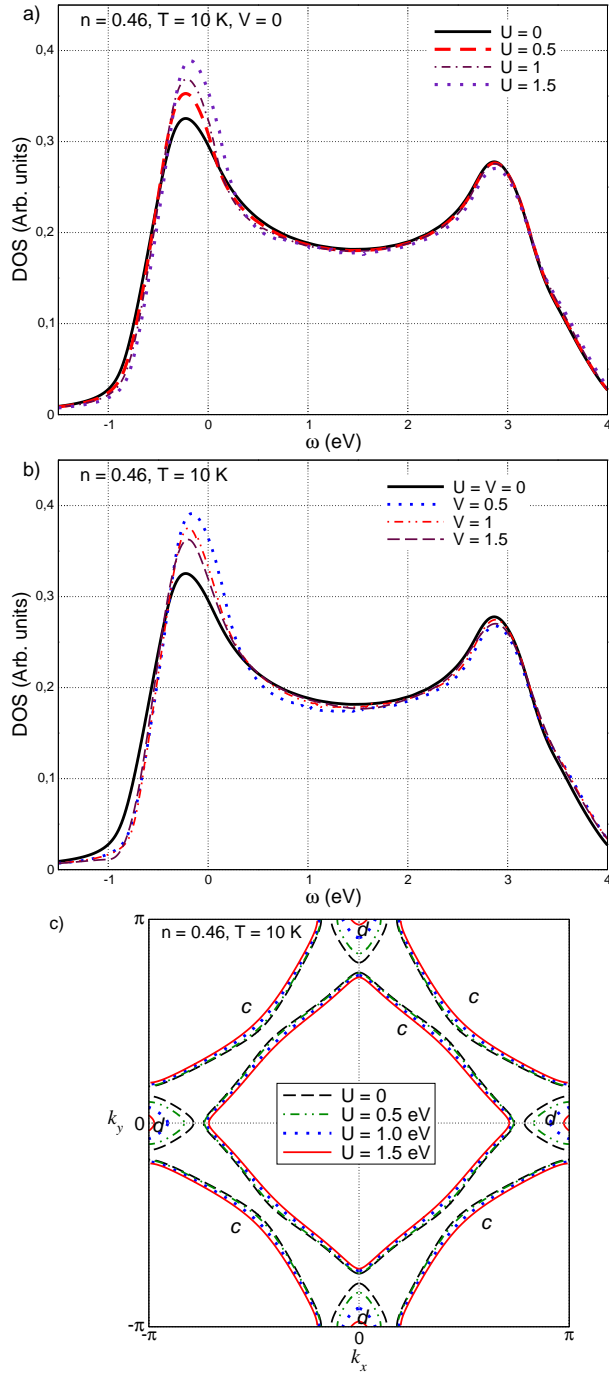 a)
n = 0.46, T = 10 K, V = 0
U = 0
U = 0.5
U = 1
U = 1.5
DOS (Arb. units)
0,4
0,3
0,2
0,1
0
-1
0
1
2
3
4
ω (eV)
b)
n = 0.46, T = 10 K
U = V = 0
V = 0.5
V = 1
V = 1.5
DOS (Arb. units)
0,4
0,3
0,2
0,1
0
-1
0
1
2
3
4
ω (eV)
c)
n = 0.46, T = 10 K
π
d
c
c
U = 0
U = 0.5 eV
U = 1.0 eV
U = 1.5 eV
k_y
0
d
d
c
c
d
-π
-π
0
π
k_x